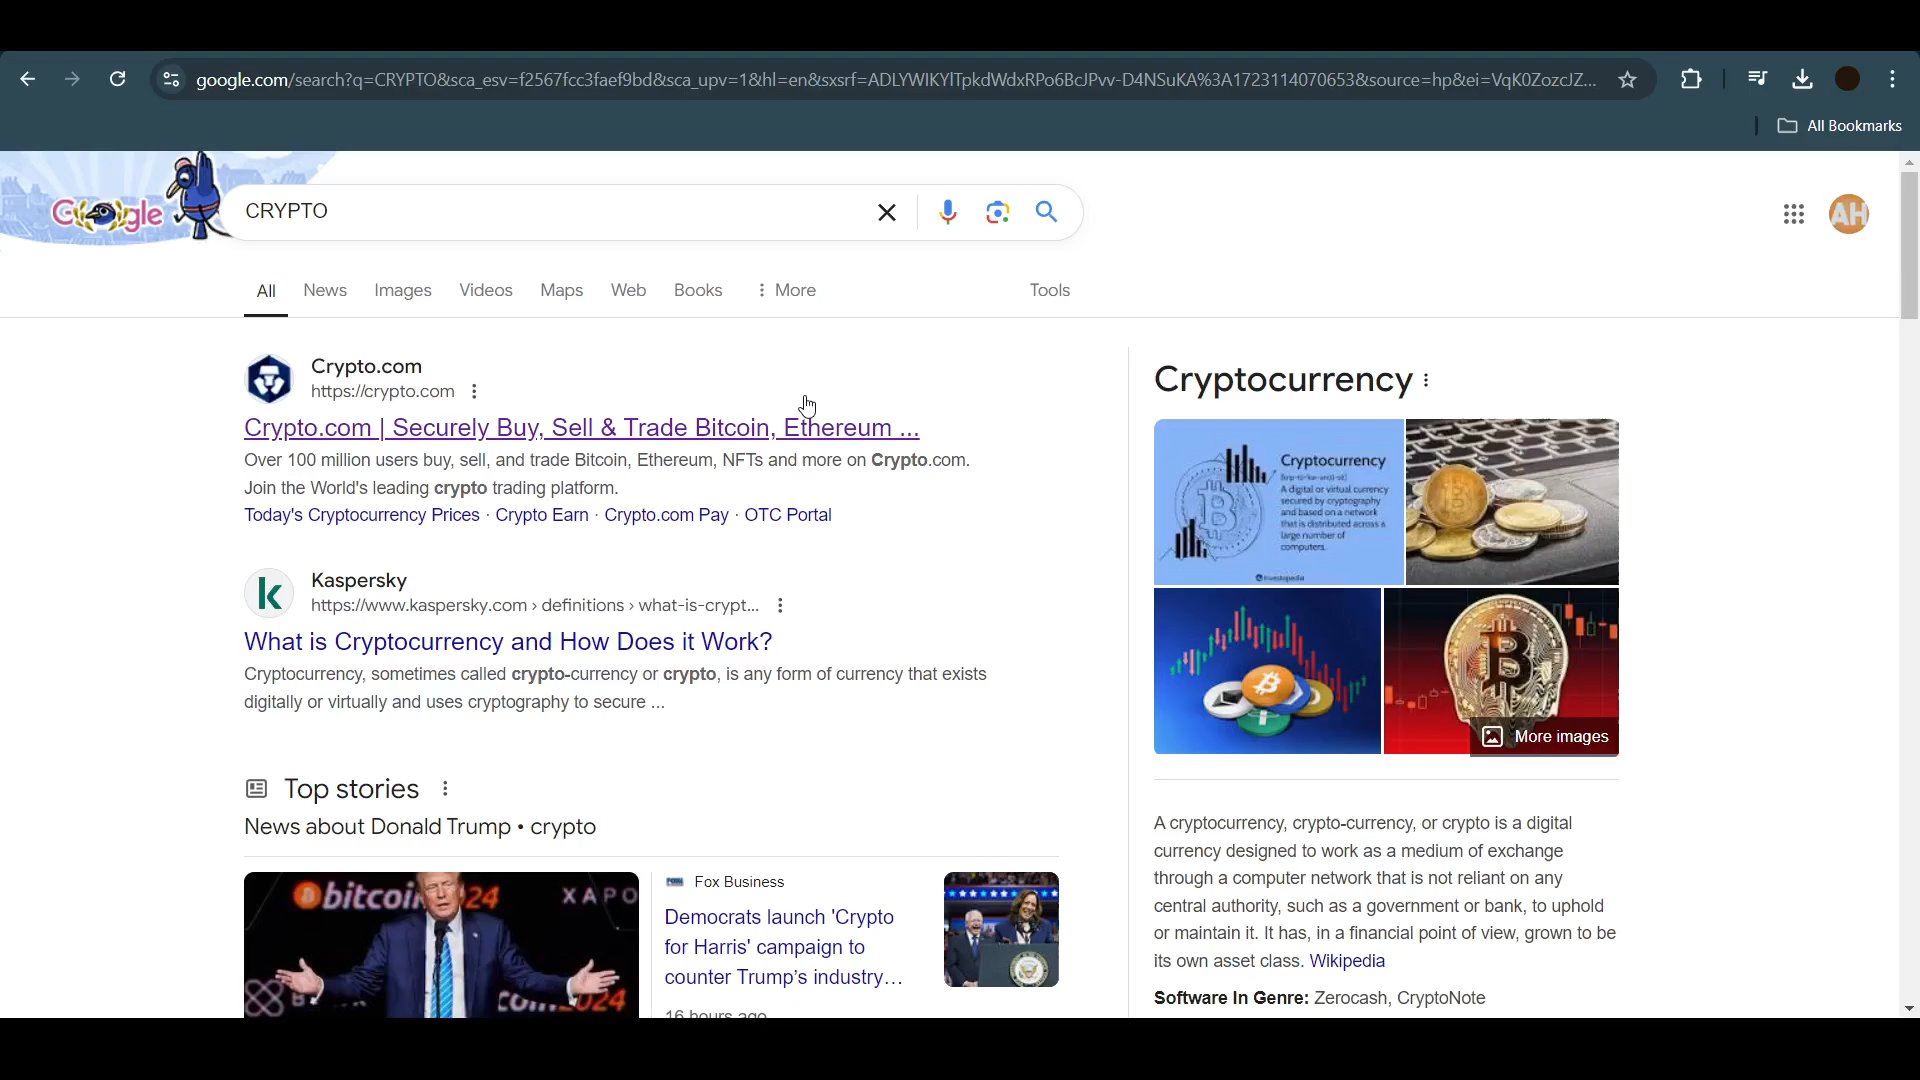 google.com/search?q=CRYPTO&sca_esv=f2567fcc3faef9bd&sca_upv=1&hl=en&sxsrf=ADLYWIKYlTpkdWdxRPo6BcJPvv-D4NSuKA%3A1723114070653&source=hp&ei=VqK0ZozcJZ...
All Bookmarks
Google
CRYPTO
AH
All News Images Videos Maps Web Books More Tools
Crypto.com
https://crypto.com
Crypto.com | Securely Buy, Sell & Trade Bitcoin, Ethereum ...
Over 100 million users buy, sell, and trade Bitcoin, Ethereum, NFTs and more on Crypto.com.
Join the World's leading crypto trading platform.
Today's Cryptocurrency Prices · Crypto Earn · Crypto.com Pay · OTC Portal
Kaspersky
https://www.kaspersky.com › definitions › what-is-crypt...
What is Cryptocurrency and How Does it Work?
Cryptocurrency, sometimes called crypto-currency or crypto, is any form of currency that exists
digitally or virtually and uses cryptography to secure ...
Top stories
News about Donald Trump • crypto
bitcoin 24
XAPO
Fox Business
Democrats launch 'Crypto
for Harris' campaign to
counter Trump's industry...
16 hours ago
Cryptocurrency
Cryptocurrency
A digital or virtual currency
secured by cryptography
and based on a network
that is distributed across a
large number of
computers.
Investopedia
More images
A cryptocurrency, crypto-currency, or crypto is a digital
currency designed to work as a medium of exchange
through a computer network that is not reliant on any
central authority, such as a government or bank, to uphold
or maintain it. It has, in a financial point of view, grown to be
its own asset class. Wikipedia
Software In Genre: Zerocash, CryptoNote